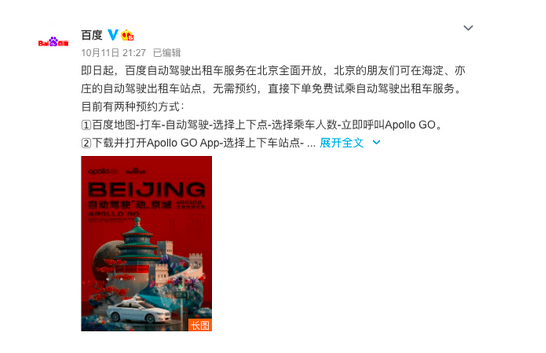 Bai 百度
百度
10月11日 21:27 已编辑
即日起，百度自动驾驶出租车服务在北京全面开放，北京的朋友们可在海淀、亦
庄的自动驾驶出租车站点，无需预约，直接下单免费试乘自动驾驶出租车服务。
目前有两种预约方式：
①百度地图-打车-自动驾驶-选择上下点-选择乘车人数-立即呼叫Apollo GO。
②下载并打开Apollo GO App-选择上下车站点- ... 展开全文
apollo
BEIJING
自动驾驶“动”京城
APOLLO GO
长图